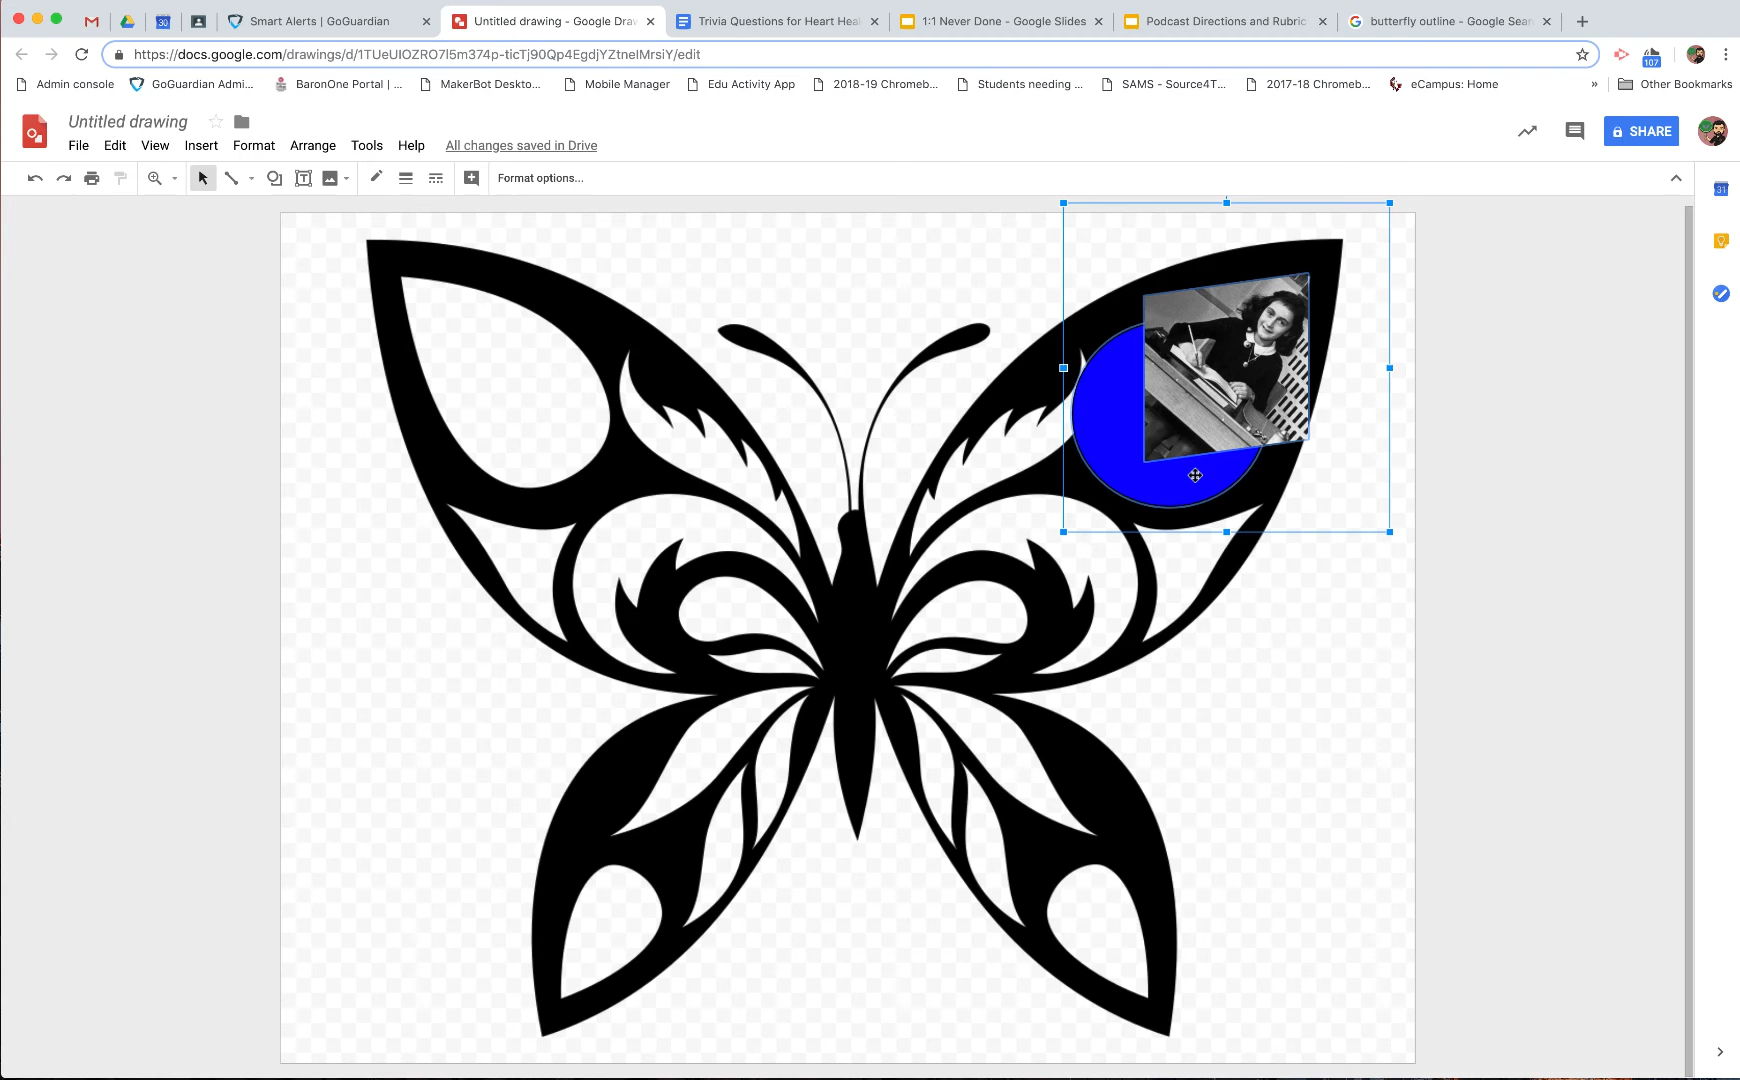 Smart Alerts | GoGuardian
Untitled drawing - Google Draw
Trivia Questions for Heart Heal
1:1 Never Done - Google Slides
Podcast Directions and Rubric
butterfly outline - Google Sear
https://docs.google.com/drawings/d/1TUeUIOZRO7l5m374p-ticTj90Qp4EgdjYZtnelMrsiY/edit
107
Admin console
GoGuardian Admi...
BaronOne Portal | ...
MakerBot Deskto...
Mobile Manager
Edu Activity App
2018-19 Chromeb...
Students needing ...
SAMS - Source4T...
2017-18 Chromeb...
eCampus: Home
»
Other Bookmarks
Untitled drawing
File Edit View Insert Format Arrange Tools Help All changes saved in Drive
SHARE
Format options...
31